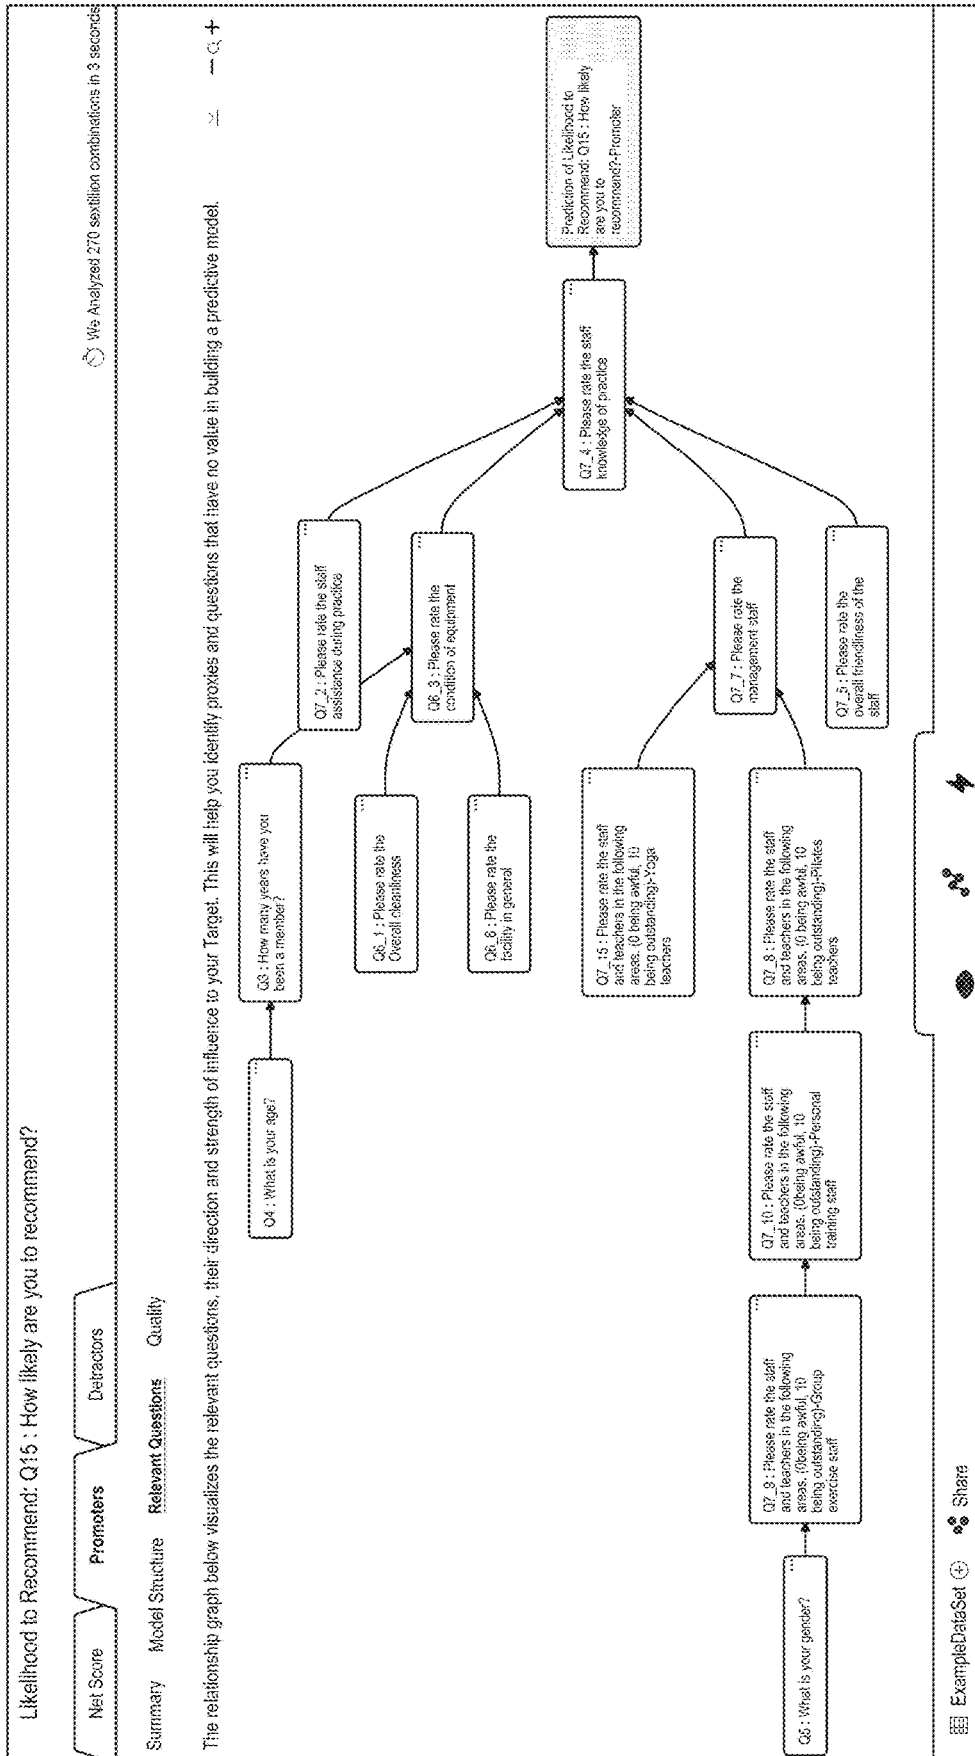 Likelihood to Recommend: Q15 : How likely are you to recommend?
We Analyzed 270 sextillion combinations in 3 seconds
Net Score
Promoters
Detractors
Summary
Model Structure
Relevant Questions
Quality
The relationship graph below visualizes the relevant questions, their direction and strength of influence to your Target. This will help you identify proxies and questions that have no value in building a predictive model.
Q4 : What is your age?
Q3 : How many years have you
been a member?
Q7_2 : Please rate the staff
assistance during practice
Q6_1 : Please rate the
Overall cleanliness
Q6_3 : Please rate the
condition of equipment
Q6_6 : Please rate the
facility in general
Q7_4 : Please rate the staff
knowledge of practice
Prediction of Likelihood to
Recommend: Q15 : How likely
are you to
recommand?-Promoter
Q7_15 : Please rate the staff
and teachers in the following
areas. (0 being awful, 10
being outstanding)-Yoga
teachers
Q7_7 : Please rate the
management staff
Q5 : What is your gender?
Q7_9 : Please rate the staff
and teachers in the following
areas. (0being awful, 10
being outstanding)-Group
exercise staff
Q7_10 : Please rate the staff
and teachers in the following
areas. (0being awful, 10
being outstanding)-Personal
training staff
Q7_8 : Please rate the staff
and teachers in the following
areas. (0 being awful, 10
being outstanding)-Pilates
teachers
Q7_5 : Please rate the
overall friendliness of the
staff
ExampleDataSet
Share